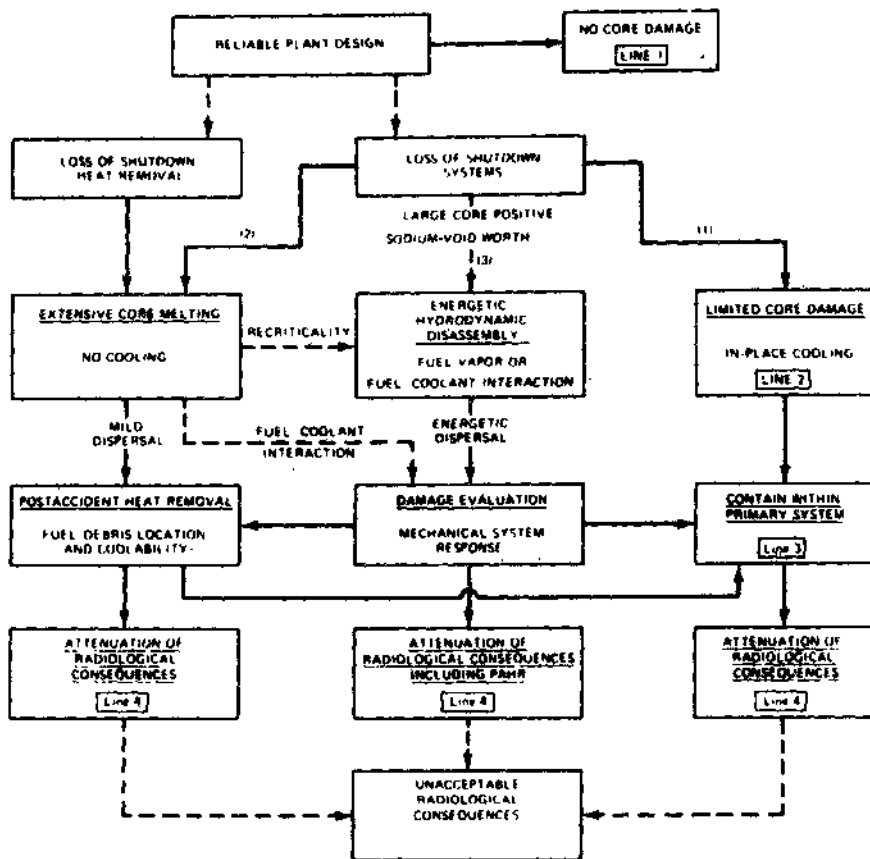 RELIABLE PLANT DESIGN
NO CORE DAMAGE
LINE 1
LOSS OF SHUTDOWN
HEAT REMOVAL
LOSS OF SHUTDOWN
SYSTEMS
LARGE CORE POSITIVE
SODIUM-VOID WORTH
(2)
(3)
(1)
EXTENSIVE CORE MELTING
NO COOLING
RECRITICALITY
ENERGETIC
HYDRODYNAMIC
DISASSEMBLY
FUEL VAPOR OR
FUEL COOLANT INTERACTION
LIMITED CORE DAMAGE
IN-PLACE COOLING
LINE 2
MILD
DISPERSAL
FUEL COOLANT
INTERACTION
ENERGETIC
DISPERSAL
POSTACCIDENT HEAT REMOVAL
FUEL DEBRIS LOCATION
AND COOLABILITY
DAMAGE EVALUATION
MECHANICAL SYSTEM
RESPONSE
CONTAIN WITHIN
PRIMARY SYSTEM
Line 3
ATTENUATION OF
RADIOLOGICAL
CONSEQUENCES
Line 4
ATTENUATION OF
RADIOLOGICAL CONSEQUENCES
INCLUDING PAHR
Line 4
ATTENUATION OF
RADIOLOGICAL
CONSEQUENCES
Line 4
UNACCEPTABLE
RADIOLOGICAL
CONSEQUENCES